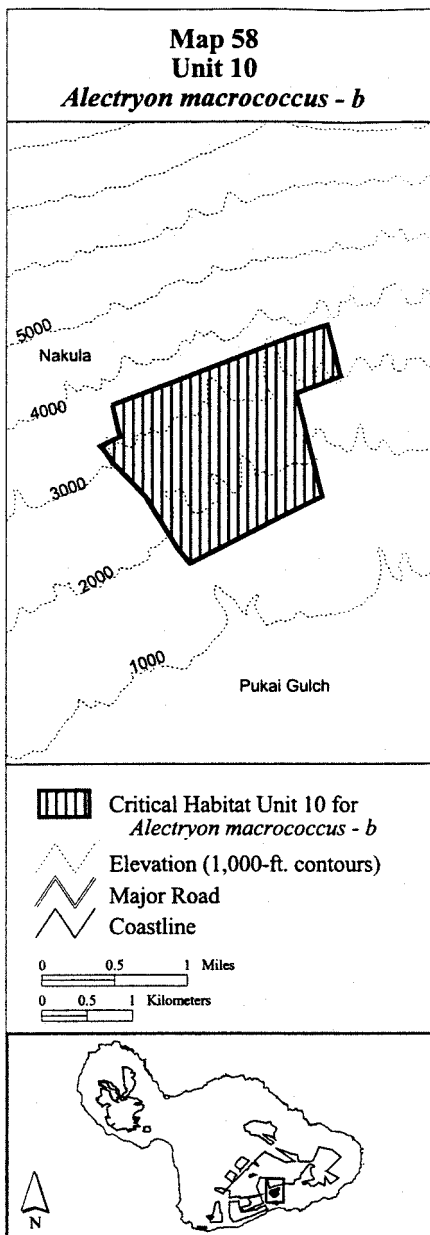 Map 58
Unit 10
Alectryon macrococcus - b
5000
Nakula
4000
3000
2000
1000
Pukai Gulch
Critical Habitat Unit 10 for
Alectryon macrococcus - b
Elevation (1,000-ft. contours)
Major Road
Coastline
0 0.5 1 Miles
0 0.5 1 Kilometers
N